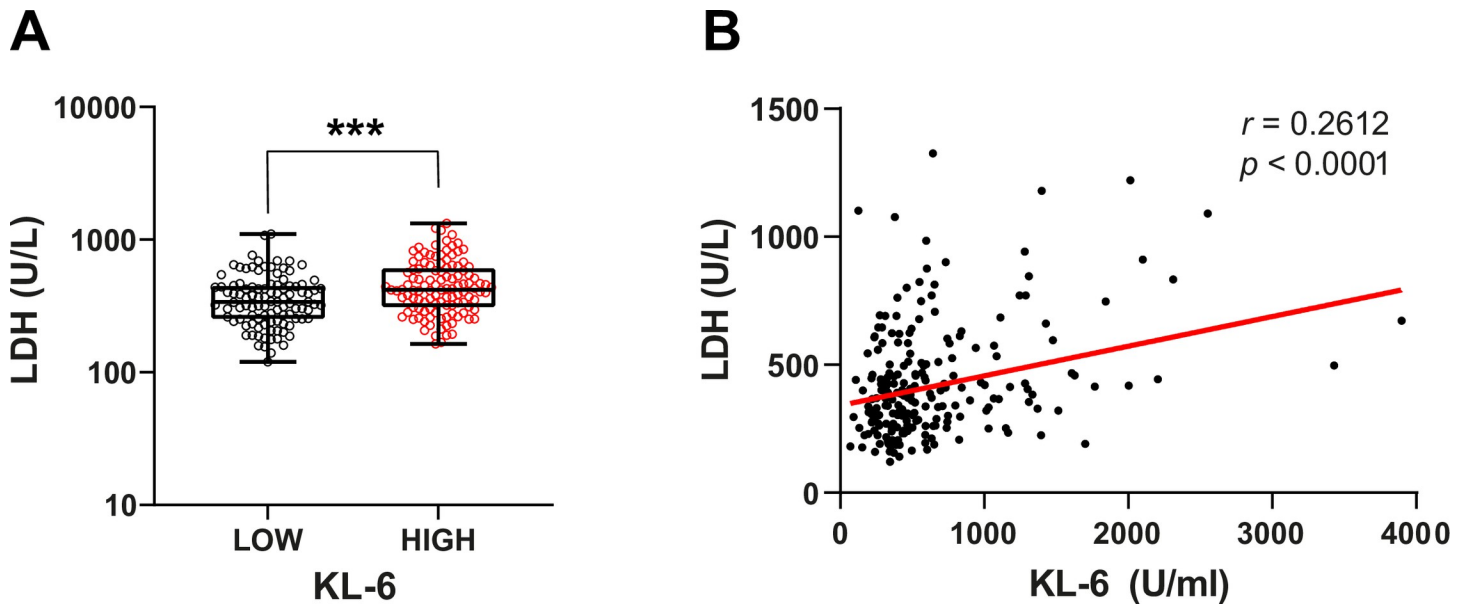 A
10000
1000
100
10
LDH (U/L)
***
LOW HIGH
KL-6
B
1500
1000
500
0
LDH (U/L)
r = 0.2612
p < 0.0001
0 1000 2000 3000 4000
KL-6 (U/ml)